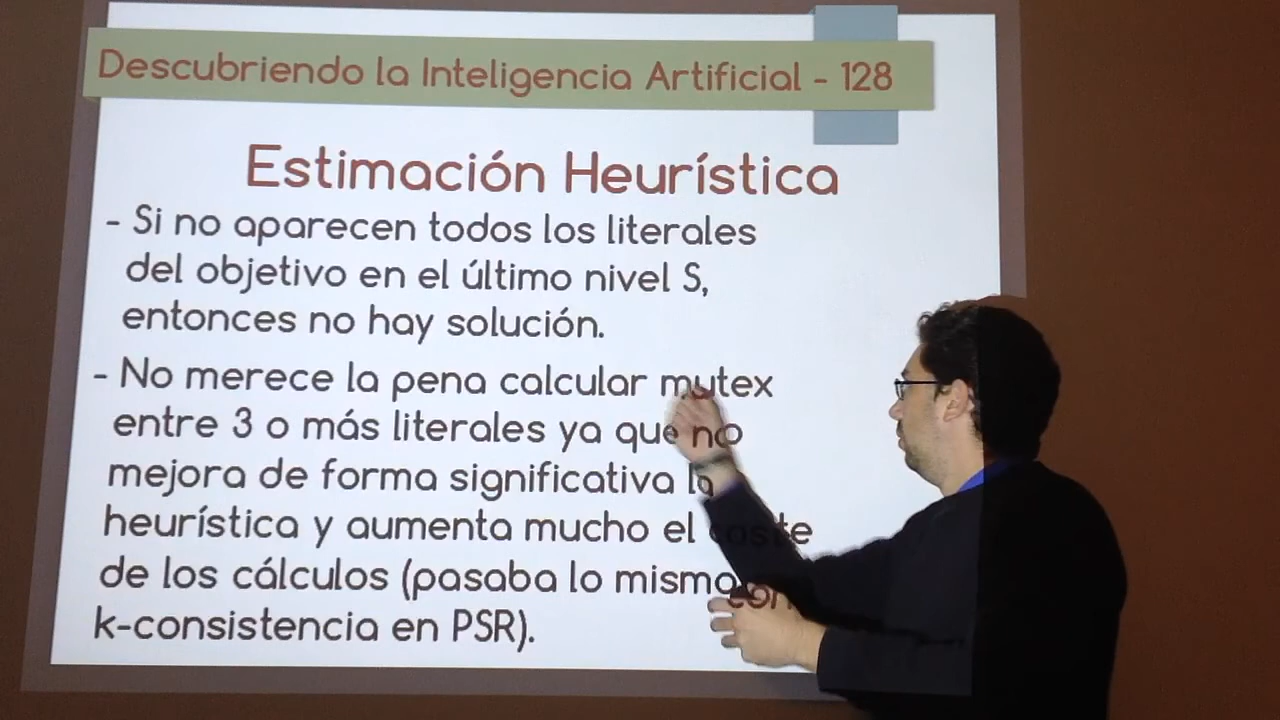 Descubriendo la Inteligencia Artificial - 128
Estimación Heurística
- Si no aparecen todos los literales
del objetivo en el último nivel S,
entonces no hay solución.
- No merece la pena calcular mutex
entre 3 o más literales ya que no
mejora de forma significativa la
heurística y aumenta mucho el coste
de los cálculos (pasaba lo mismo con
k-consistencia en PSR).